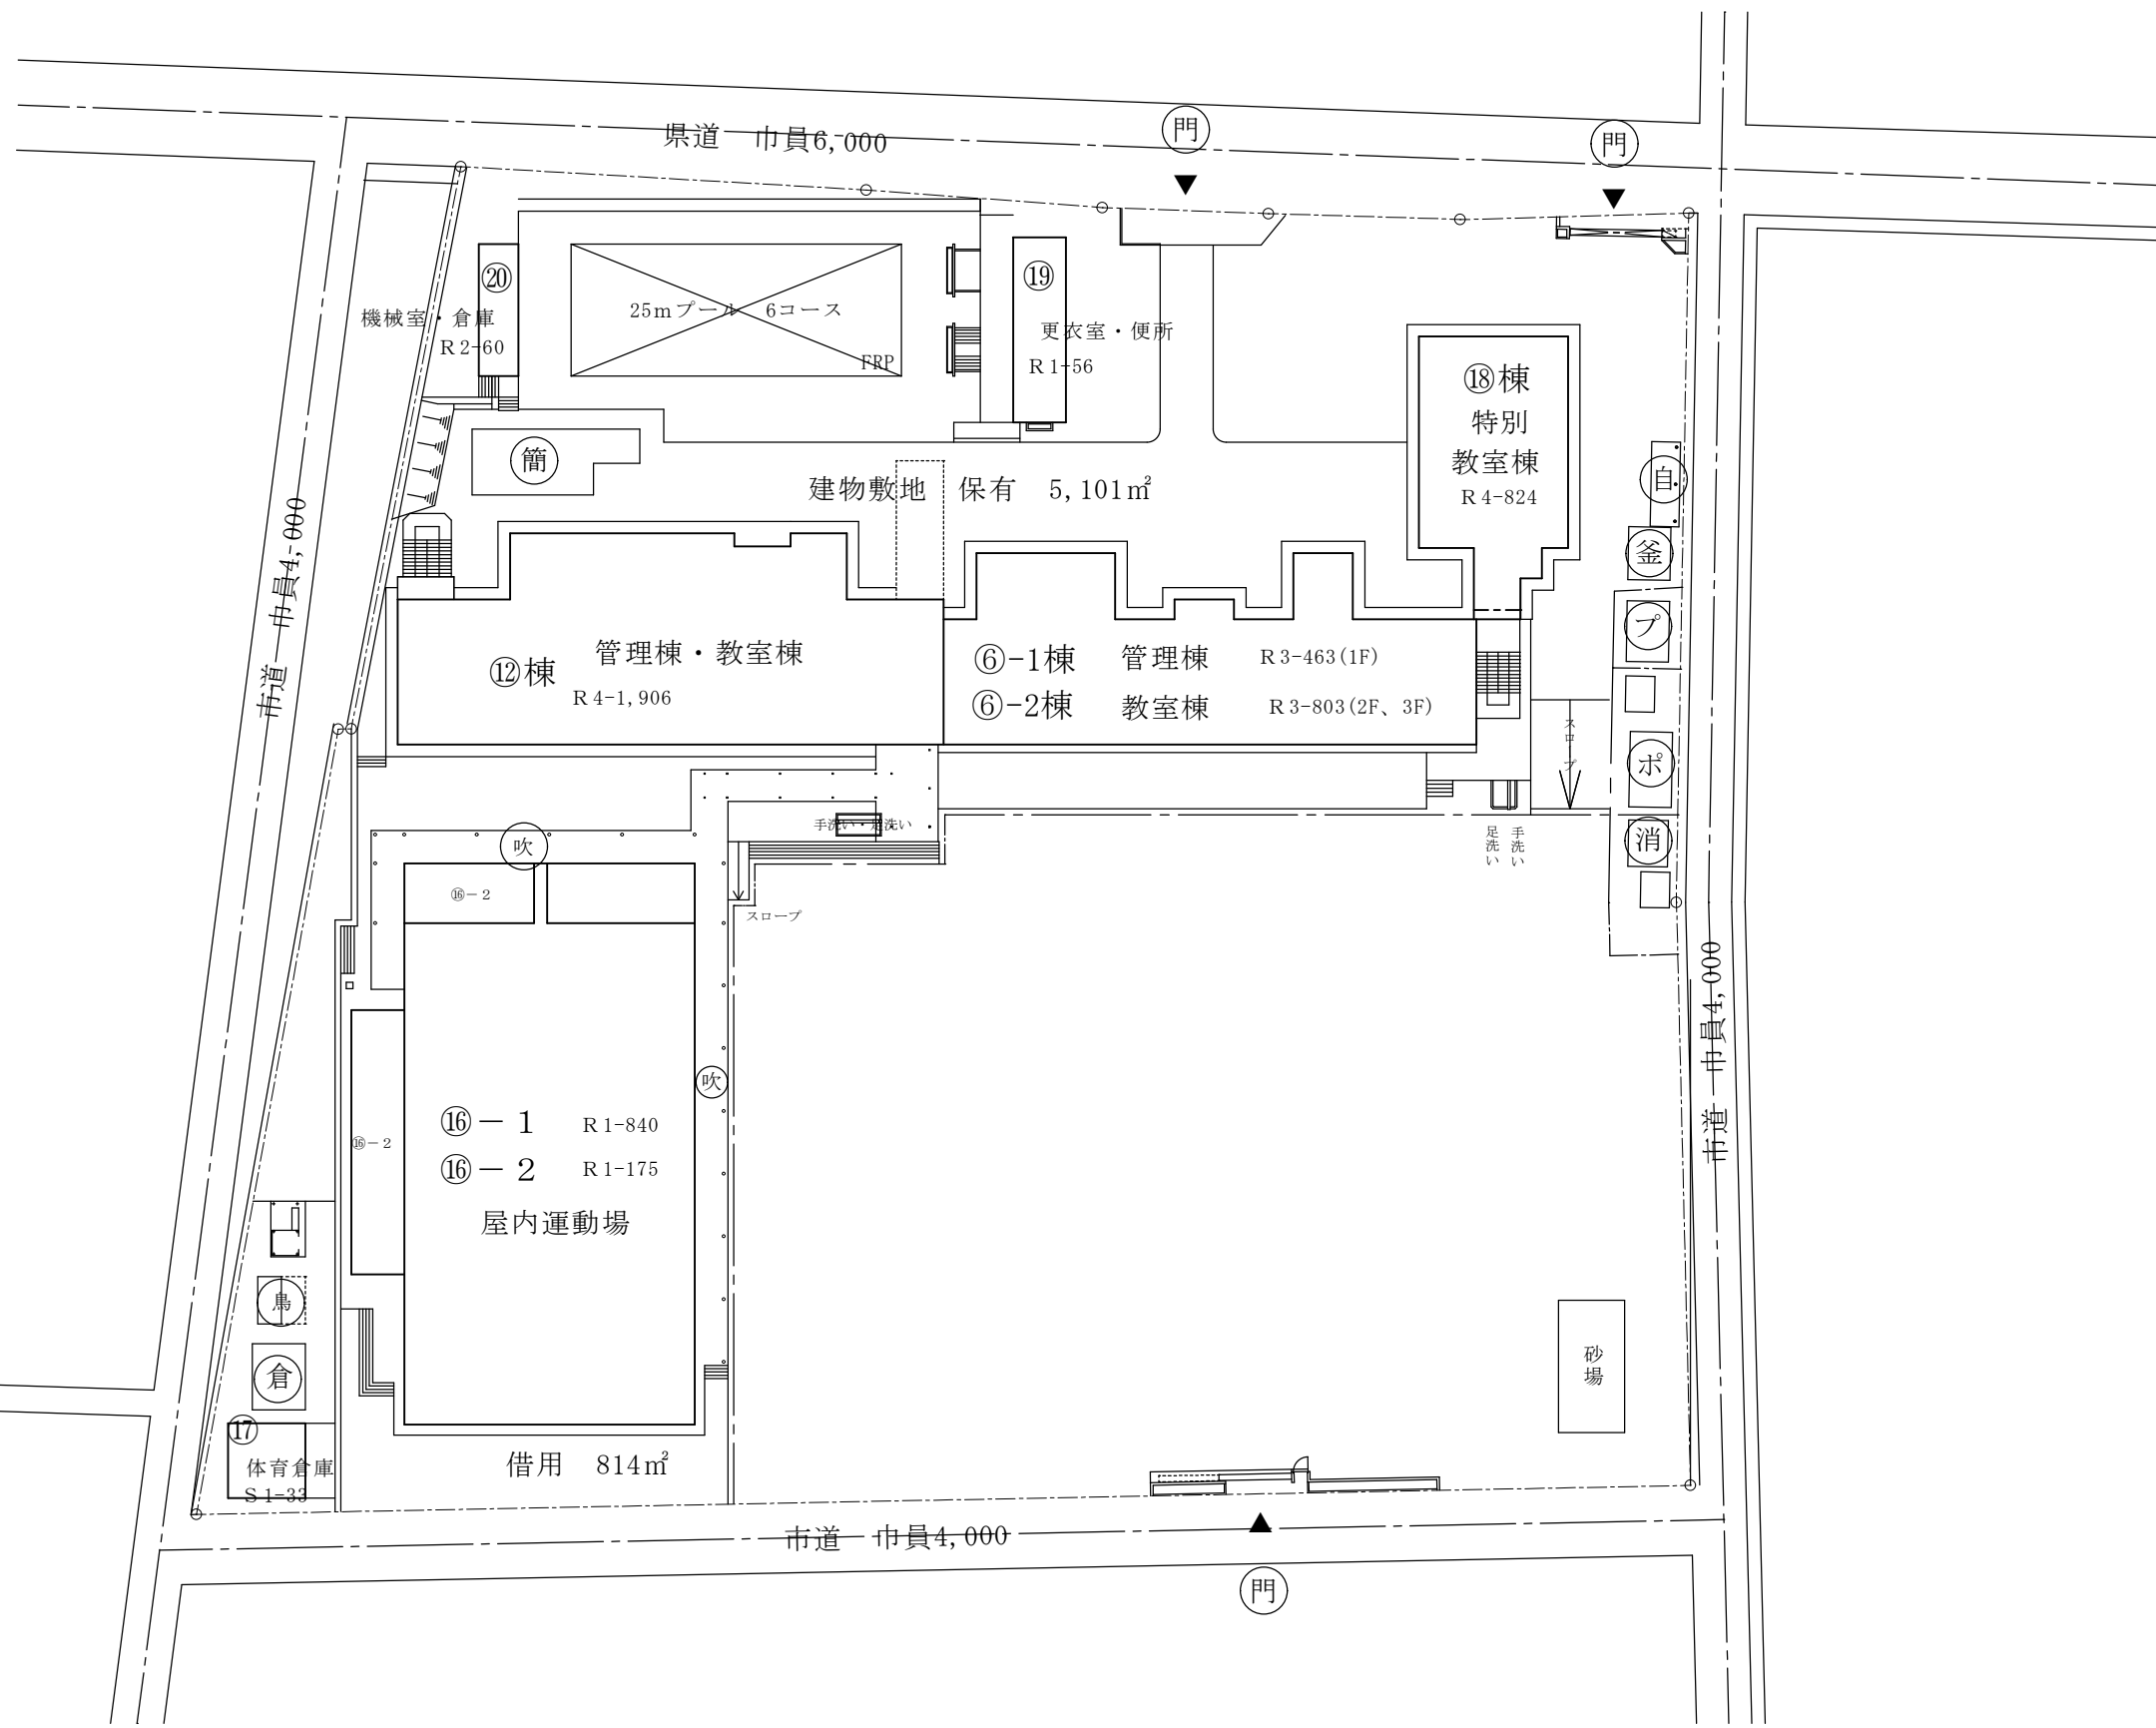 県道　巾員6,000
門
門
⑳
機械室・倉庫
R2-60
25mプール　6コース
FRP
⑲
更衣室・便所
R1-56
⑱棟
特別
教室棟
R4-824
簡
建物敷地　保有　5,101㎡
自
釜
プ
ポ
消
市道　巾員4,000
⑫棟
管理棟・教室棟
R4-1,906
⑥-1棟　管理棟　R3-463(1F)
⑥-2棟　教室棟　R3-803(2F、3F)
スロープ
手洗い・足洗い
足洗い
手洗い
吹
⑯-2
スロープ
市道　巾員4,000
吹
⑯-2
⑯-1　R1-840
⑯-2　R1-175
屋内運動場
鳥
倉
⑰
体育倉庫
S1-33
砂場
借用　814㎡
市道　巾員4,000
門